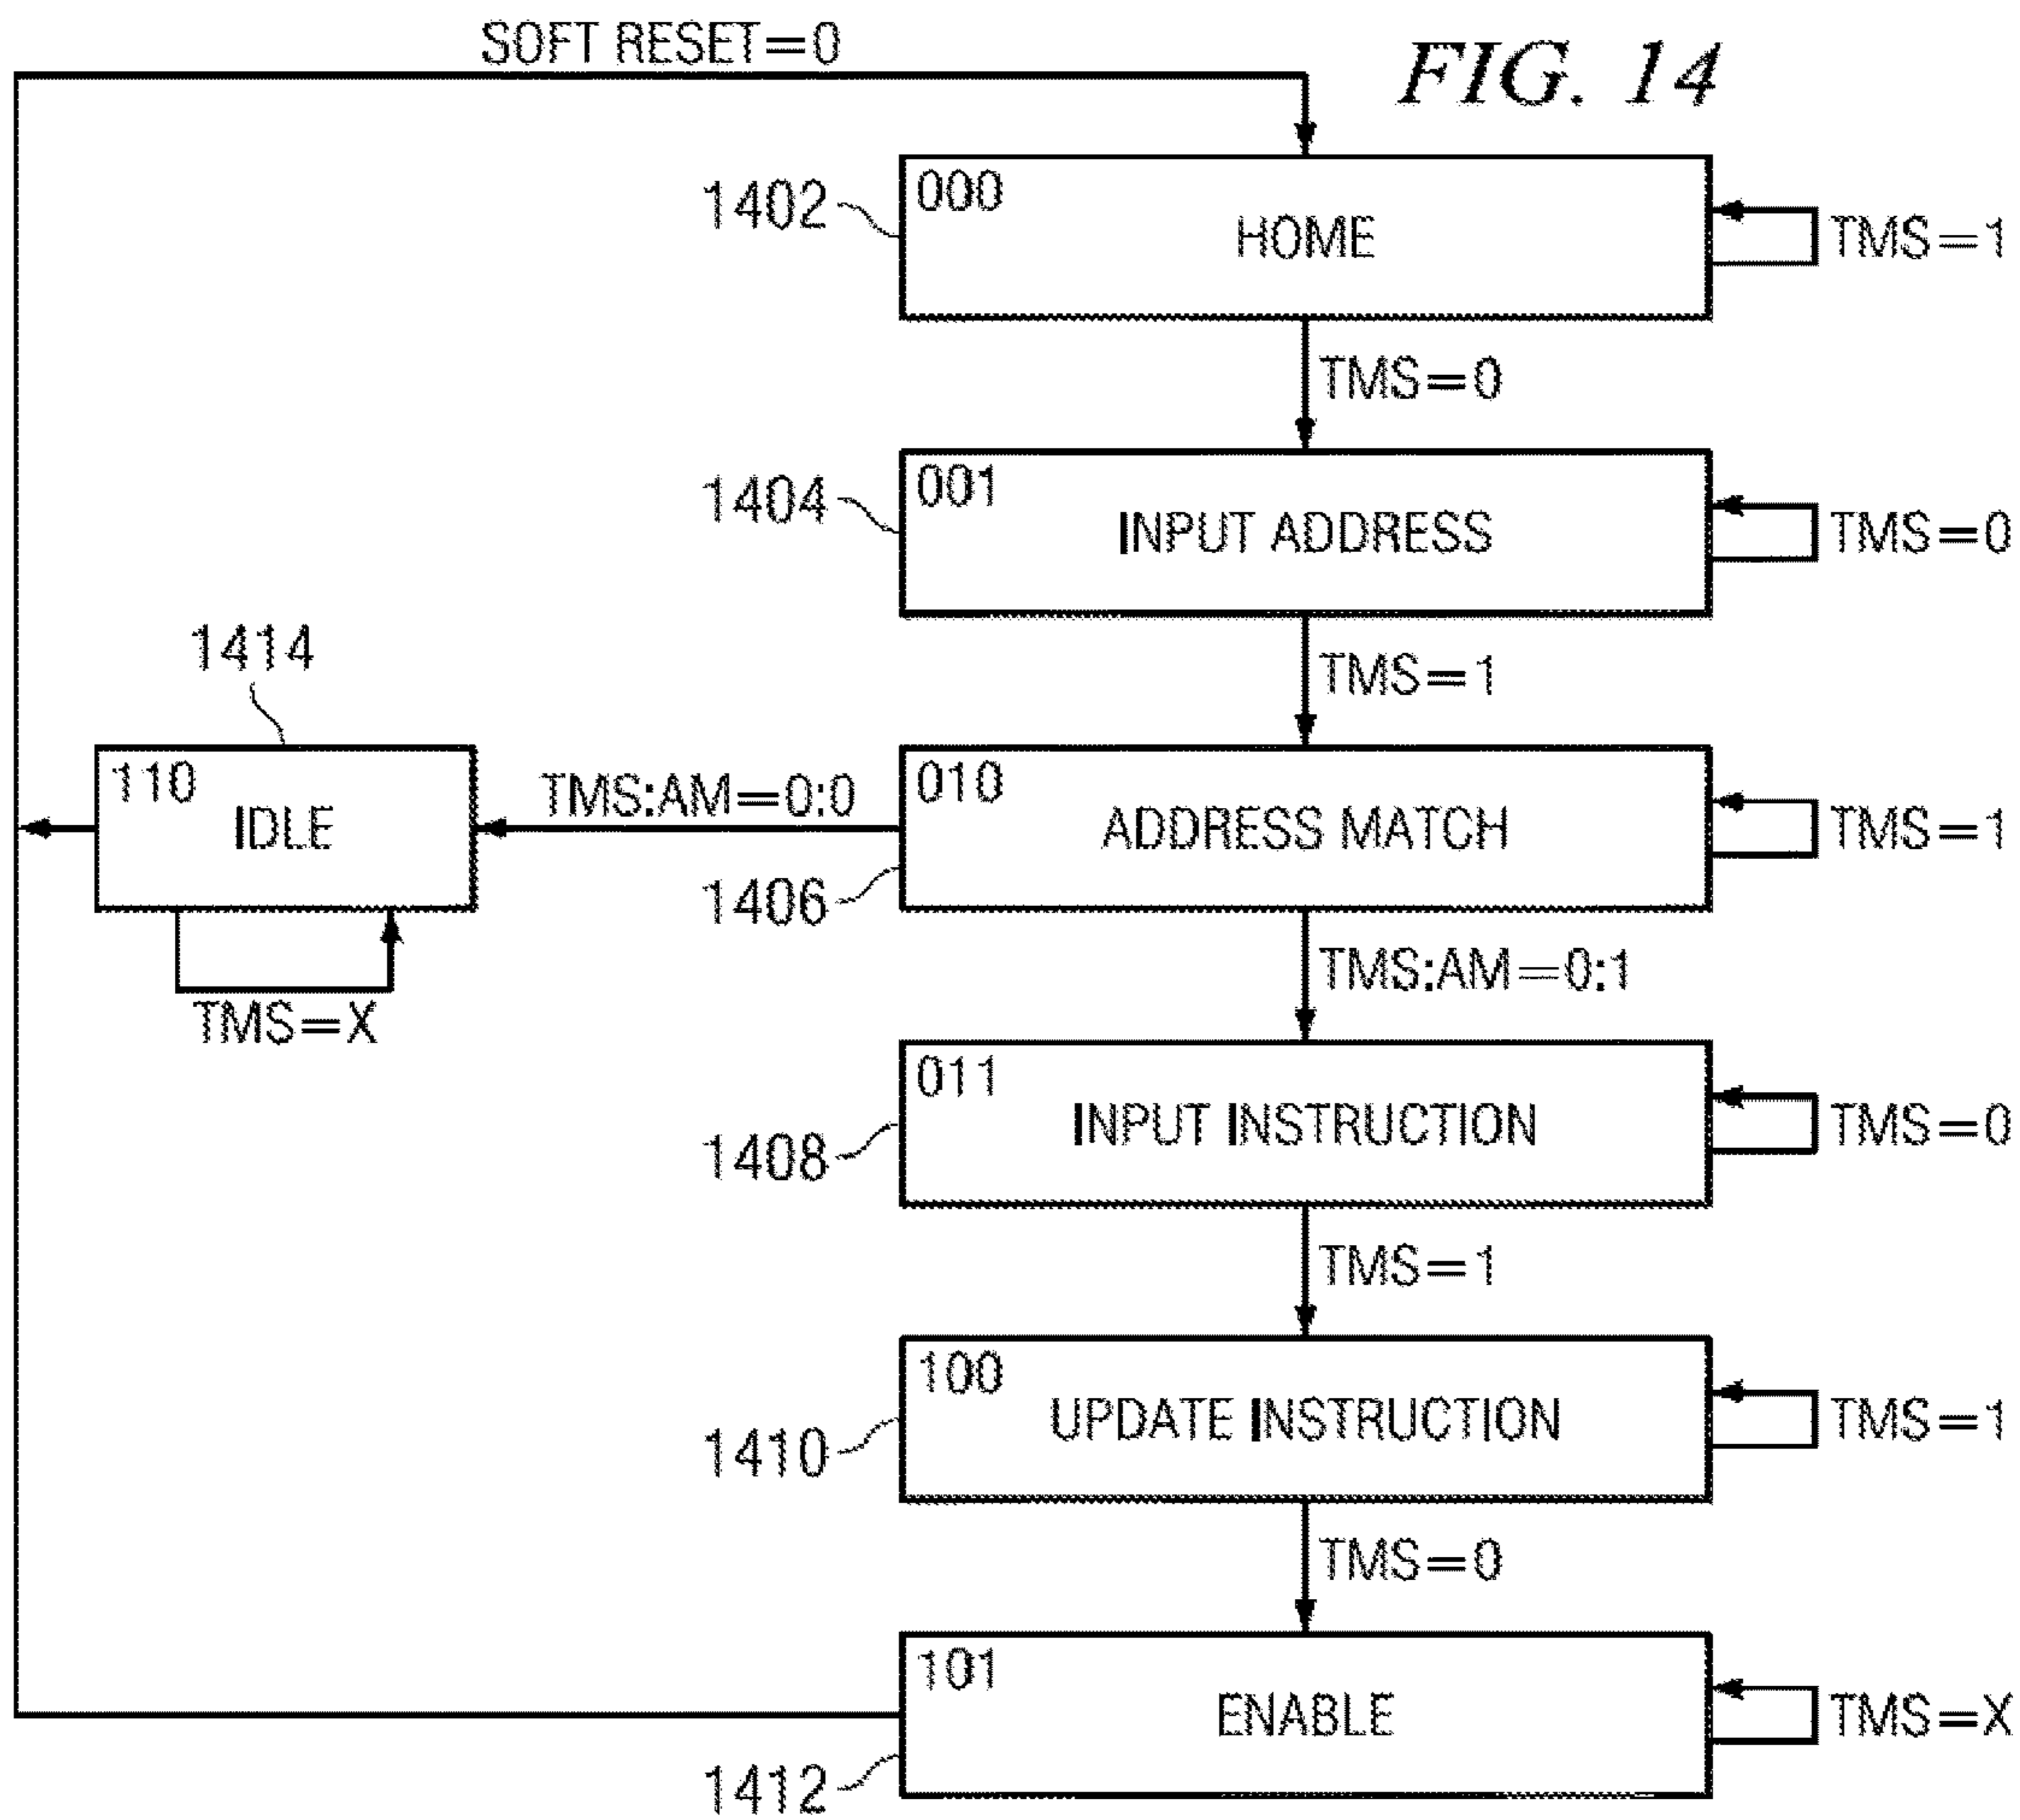 SOFT RESET=0
FIG. 14
1402
000
HOME
TMS=1
TMS=0
1404
001
INPUT ADDRESS
TMS=0
TMS=1
1414
110
IDLE
TMS=X
TMS:AM=0:0
1406
010
ADDRESS MATCH
TMS=1
TMS:AM=0:1
1408
011
INPUT INSTRUCTION
TMS=0
TMS=1
1410
100
UPDATE INSTRUCTION
TMS=1
TMS=0
1412
101
ENABLE
TMS=X